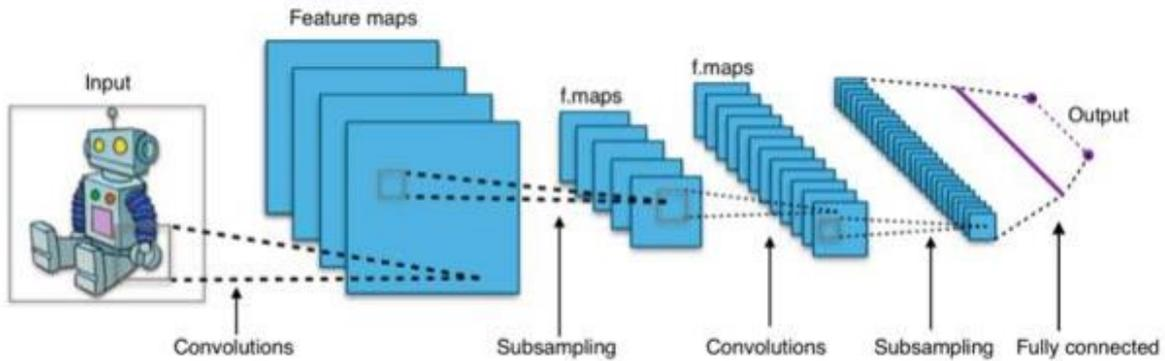 Feature maps
Input
f.maps
f.maps
Output
Convolutions
Subsampling
Convolutions
Subsampling
Fully connected